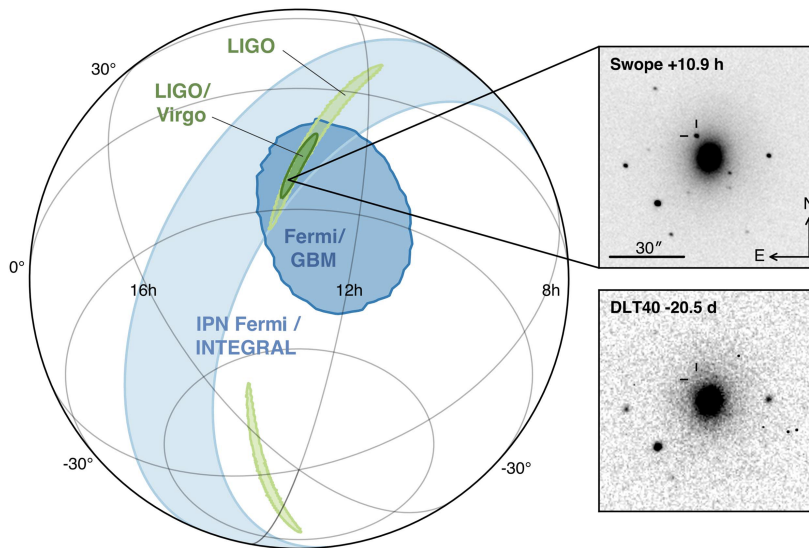 LIGO
30°
LIGO/
Virgo
Fermi/
GBM
0°
16h
12h
8h
IPN Fermi /
INTEGRAL
-30°
-30°
Swope +10.9 h
N
30″
E
DLT40 -20.5 d